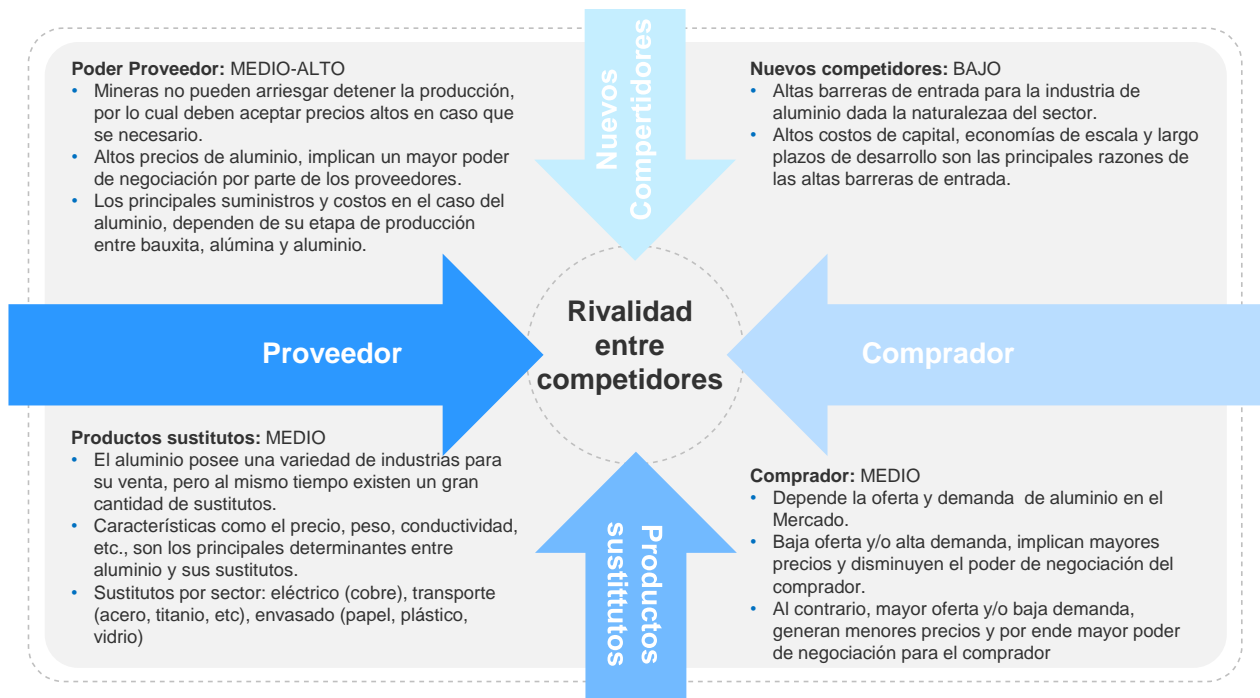 Poder Proveedor: MEDIO-ALTO
• Mineras no pueden arriesgar detener la producción,
por lo cual deben aceptar precios altos en caso que
se necesario.
• Altos precios de aluminio, implican un mayor poder
de negociación por parte de los proveedores.
• Los principales suministros y costos en el caso del
aluminio, dependen de su etapa de producción
entre bauxita, alúmina y aluminio.
Nuevos
Compertidores
Nuevos competidores: BAJO
• Altas barreras de entrada para la industria de
aluminio dada la naturalezaa del sector.
• Altos costos de capital, economías de escala y largo
plazos de desarrollo son las principales razones de
las altas barreras de entrada.
Proveedor
Rivalidad
entre
competidores
Comprador
Productos sustitutos: MEDIO
• El aluminio posee una variedad de industrias para
su venta, pero al mismo tiempo existen un gran
cantidad de sustitutos.
• Características como el precio, peso, conductividad,
etc., son los principales determinantes entre
aluminio y sus sustitutos.
• Sustitutos por sector: eléctrico (cobre), transporte
(acero, titanio, etc), envasado (papel, plástico,
vidrio)
Productos
sustittutos
Comprador: MEDIO
• Depende la oferta y demanda de aluminio en el
Mercado.
• Baja oferta y/o alta demanda, implican mayores
precios y disminuyen el poder de negociación del
comprador.
• Al contrario, mayor oferta y/o baja demanda,
generan menores precios y por ende mayor poder
de negociación para el comprador